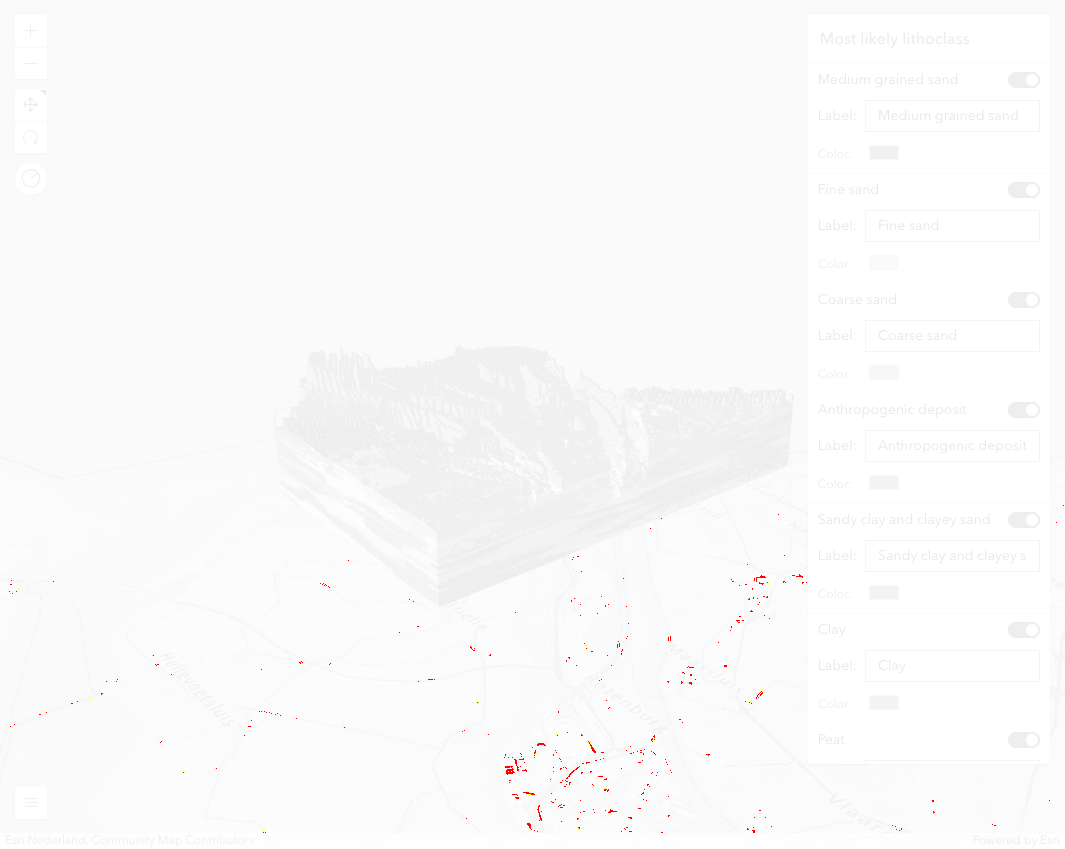 Most likely lithoclass
Medium grained sand
Label: Medium grained sand
Color:
Fine sand
Label: Fine sand
Color:
Coarse sand
Label: Coarse sand
Color:
Anthropogenic deposit
Label: Anthropogenic deposit
Color:
Sandy clay and clayey sand
Label: Sandy clay and clayey s
Color:
Clay
Label: Clay
Color:
Peat
Esri Nederland, Community Map Contributors
Powered by Esri